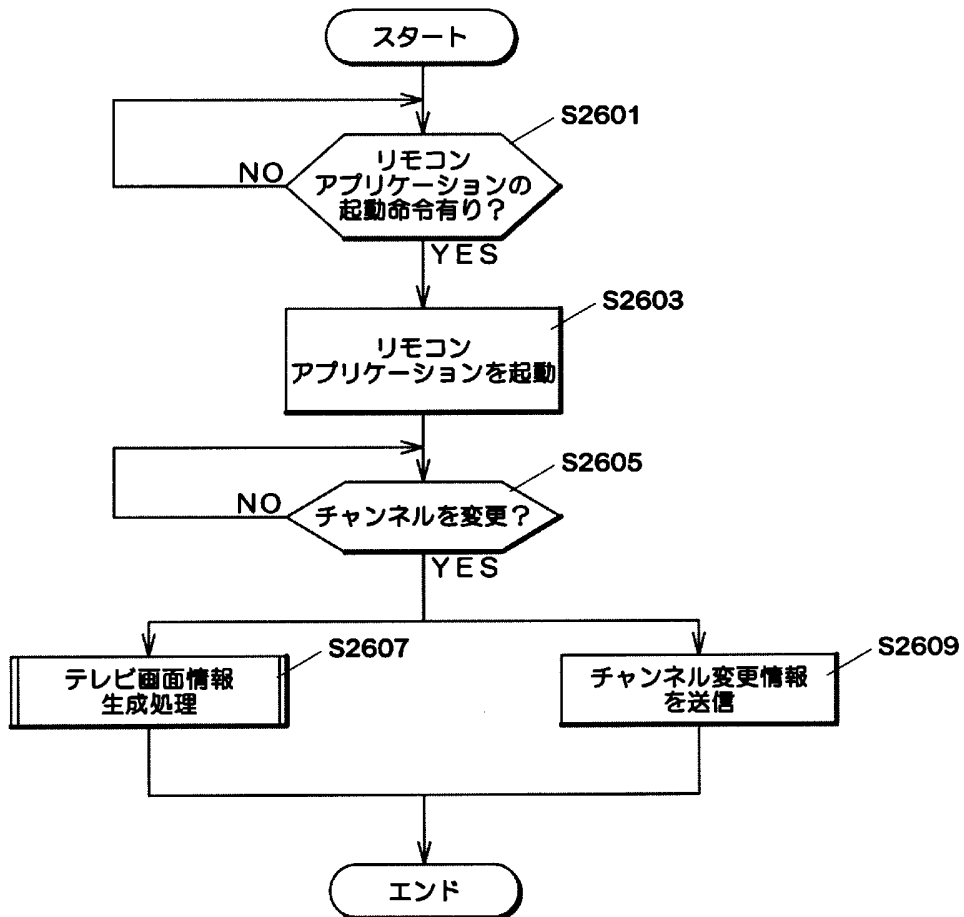 スタート
S2601
リモコン
アプリケーションの
起動命令有り？
NO
YES
S2603
リモコン
アプリケーションを起動
S2605
チャンネルを変更？
NO
YES
S2607
テレビ画面情報
生成処理
S2609
チャンネル変更情報
を送信
エンド